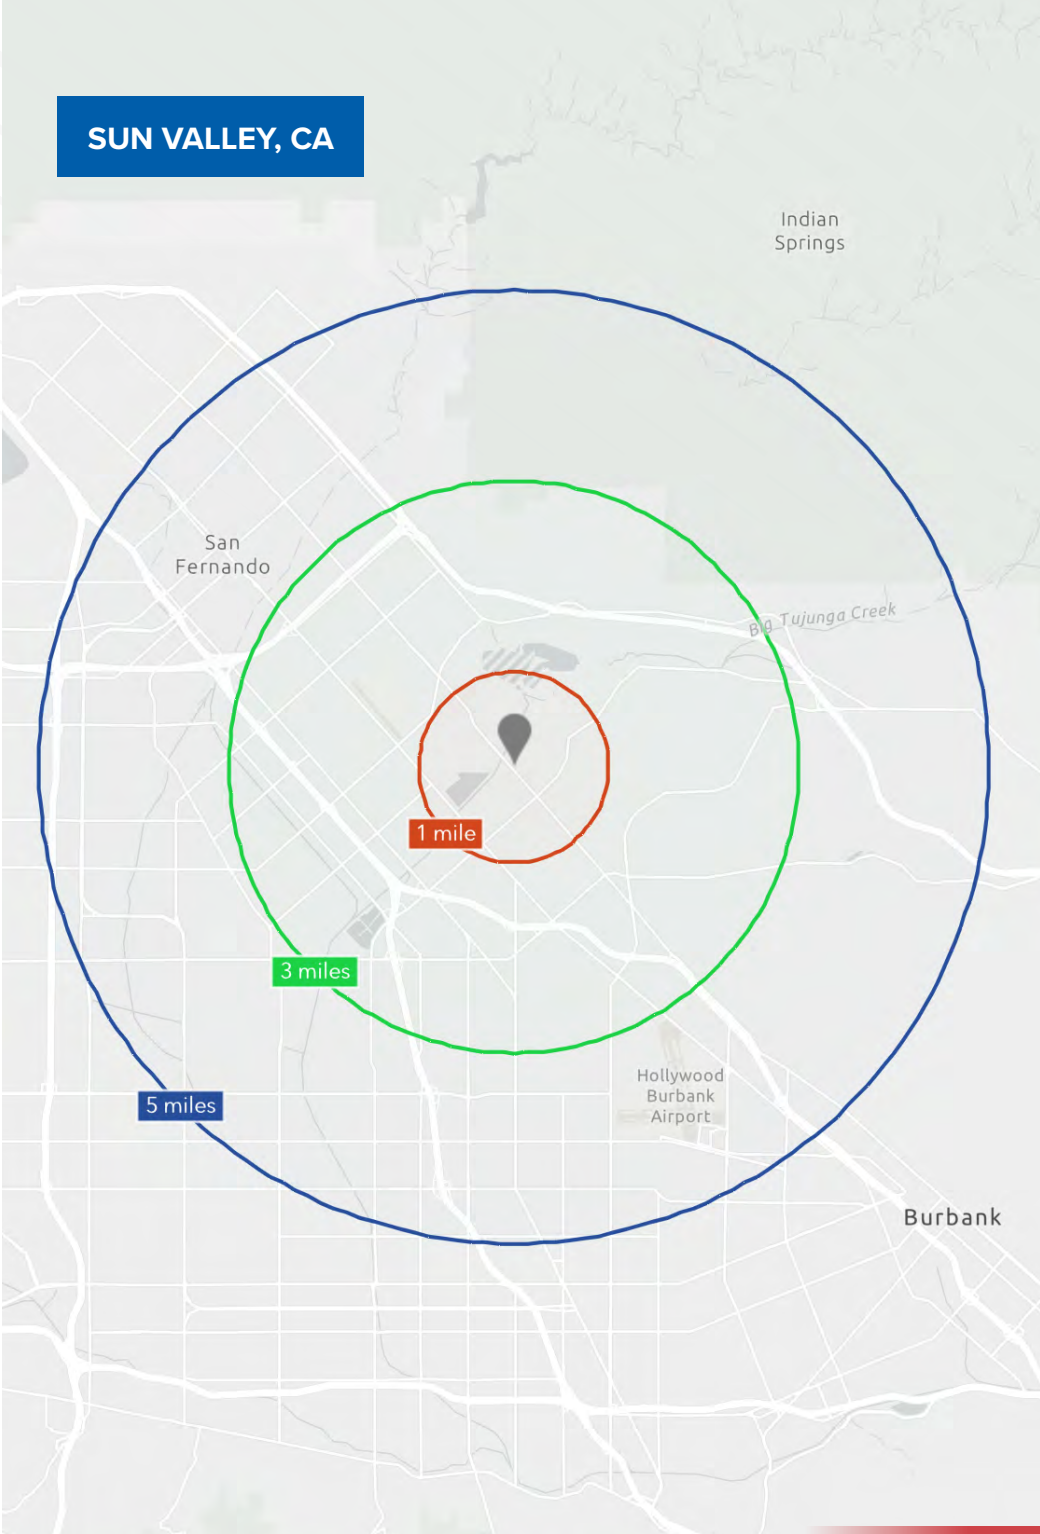 SUN VALLEY, CA
Indian
Springs
San
Fernando
Big Tujunga Creek
1 mile
3 miles
Hollywood
Burbank
Airport
5 miles
Burbank